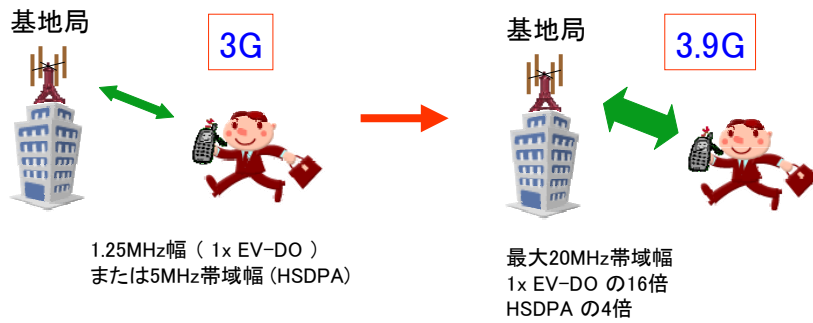 基地局
3G
1.25MHz幅 ( 1x EV-DO )
または5MHz帯域幅 (HSDPA)
基地局
3.9G
最大20MHz帯域幅
1x EV-DO の16倍
HSDPA の4倍